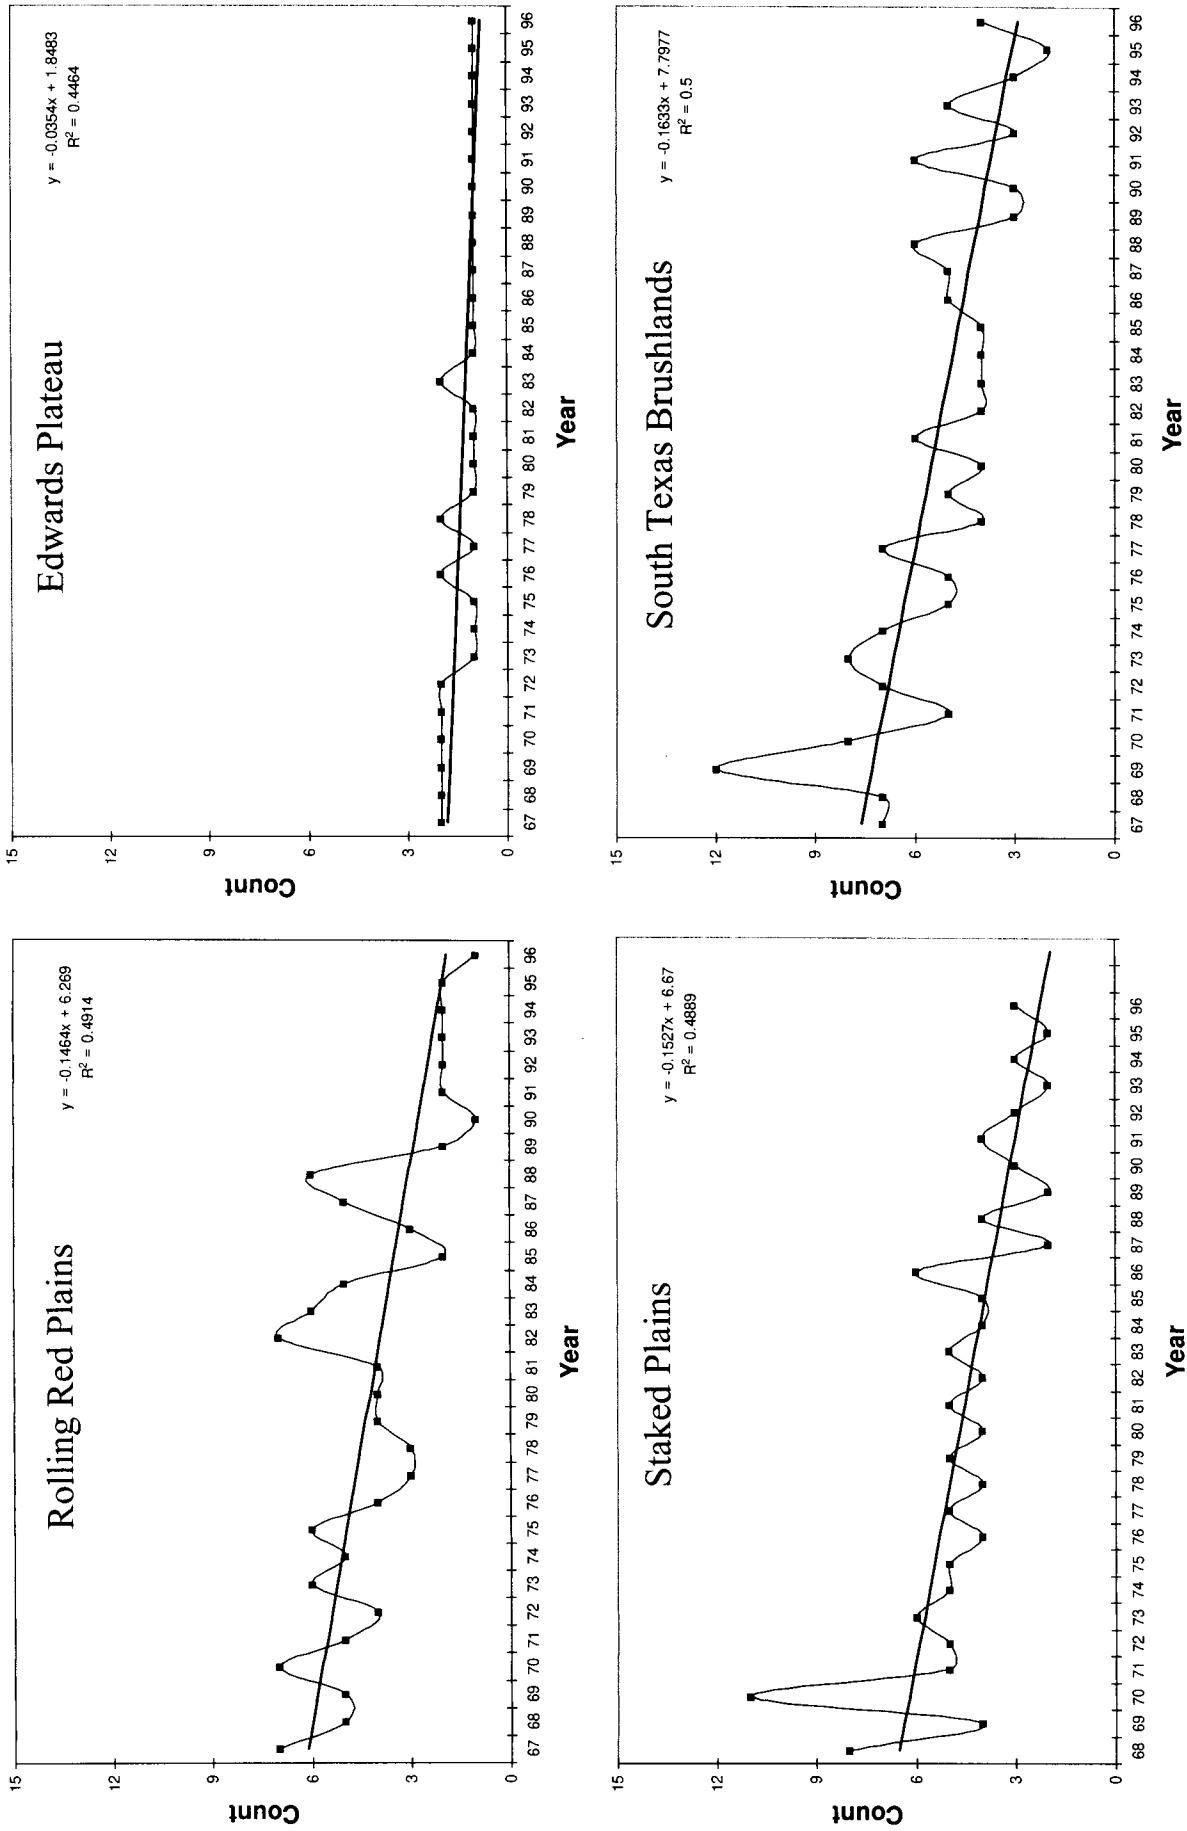 Rolling Red Plains
y = -0.1464x + 6.269
R² = 0.4914
15
12
9
6
3
0
Count
67 68 69 70 71 72 73 74 75 76 77 78 79 80 81 82 83 84 85 86 87 88 89 90 91 92 93 94 95 96
Year
Edwards Plateau
y = -0.0354x + 1.8483
R² = 0.4464
15
12
9
6
3
0
Count
67 68 69 70 71 72 73 74 75 76 77 78 79 80 81 82 83 84 85 86 87 88 89 90 91 92 93 94 95 96
Year
Staked Plains
y = -0.1527x + 6.67
R² = 0.4889
15
12
9
6
3
0
Count
68 69 70 71 72 73 74 75 76 77 78 79 80 81 82 83 84 85 86 87 88 89 90 91 92 93 94 95 96
Year
South Texas Brushlands
y = -0.1633x + 7.7977
R² = 0.5
15
12
9
6
3
0
Count
67 68 69 70 71 72 73 74 75 76 77 78 79 80 81 82 83 84 85 86 87 88 89 90 91 92 93 94 95 96
Year